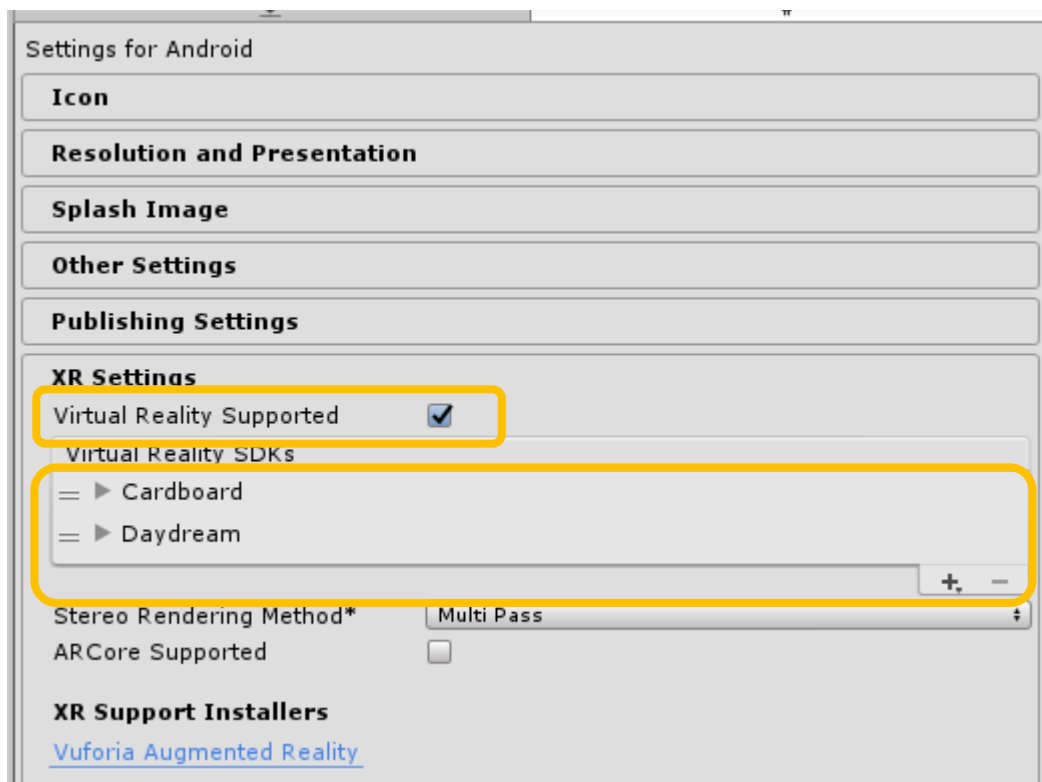 Settings for Android
Icon
Resolution and Presentation
Splash Image
Other Settings
Publishing Settings
XR Settings
Virtual Reality Supported
Virtual Reality SDKs
Cardboard
Daydream
Stereo Rendering Method* Multi Pass
ARCore Supported
XR Support Installers
Vuforia Augmented Reality